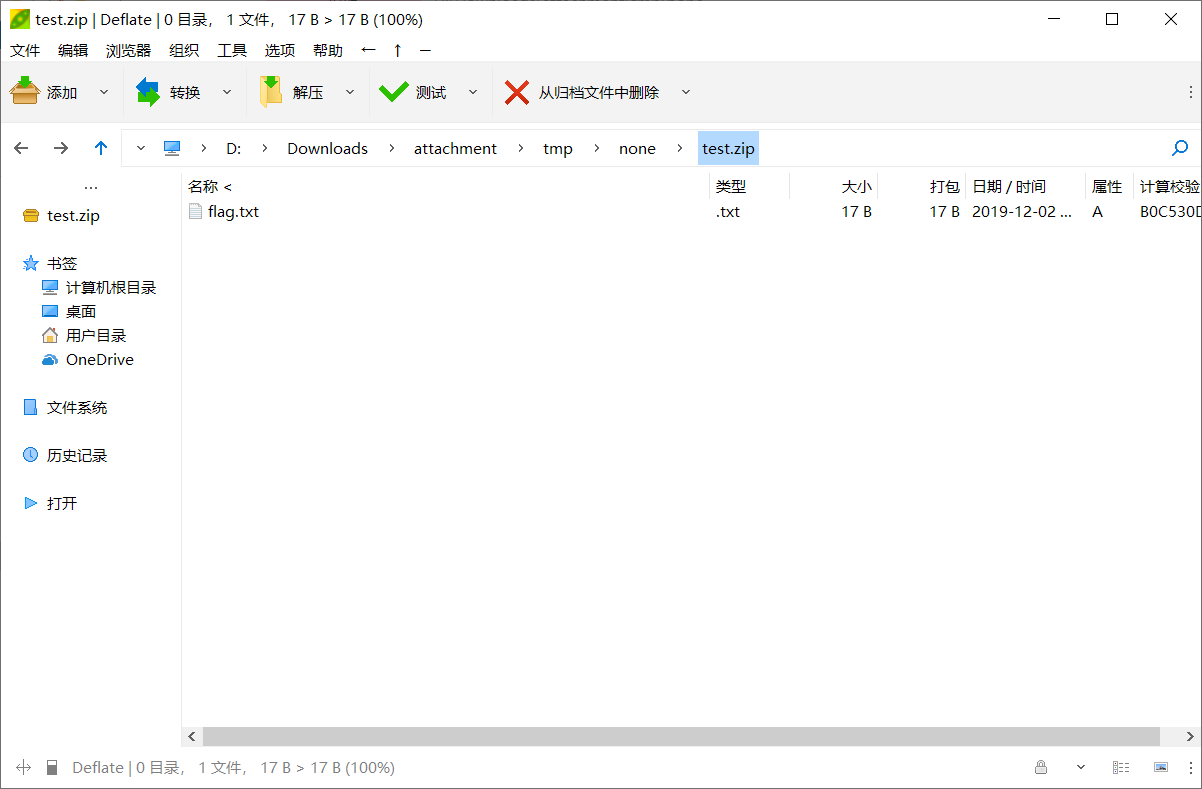 test.zip | Deflate | 0 目录， 1 文件， 17 B > 17 B (100%)
文件 编辑 浏览器 组织 工具 选项 帮助
添加 转换 解压 测试 从归档文件中删除
D: Downloads attachment tmp none test.zip
...
名称 < 类型 大小 打包 日期 / 时间 属性 计算校验
test.zip
flag.txt .txt 17 B 17 B 2019-12-02 ... A B0C530D
书签
计算机根目录
桌面
用户目录
OneDrive
文件系统
历史记录
打开
Deflate | 0 目录， 1 文件， 17 B > 17 B (100%)